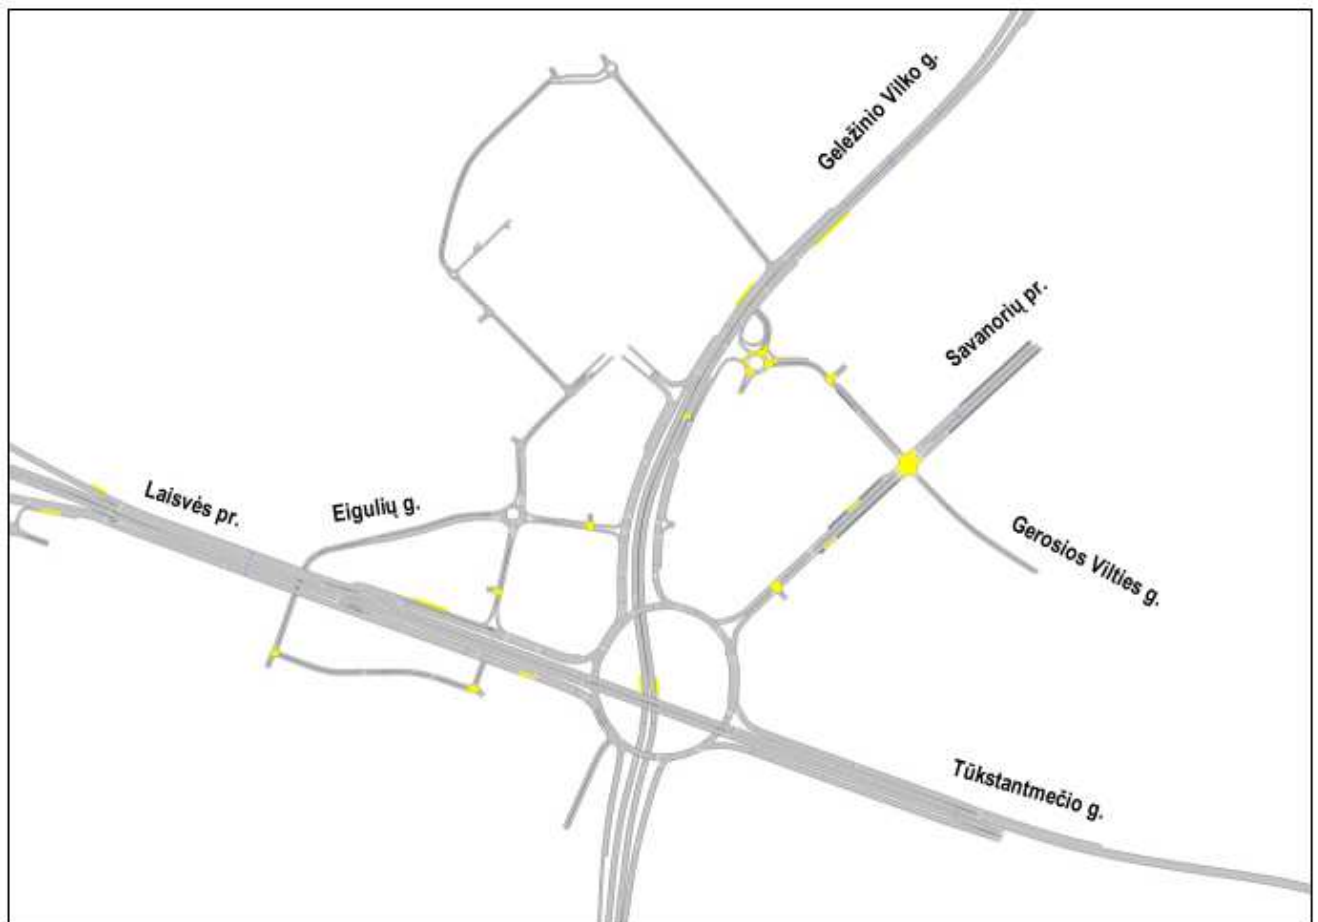 Geležinio Vilko g.
Savanorių pr.
Laisvės pr.
Eigulių g.
Gerosios Vilties g.
Tūkstantmečio g.